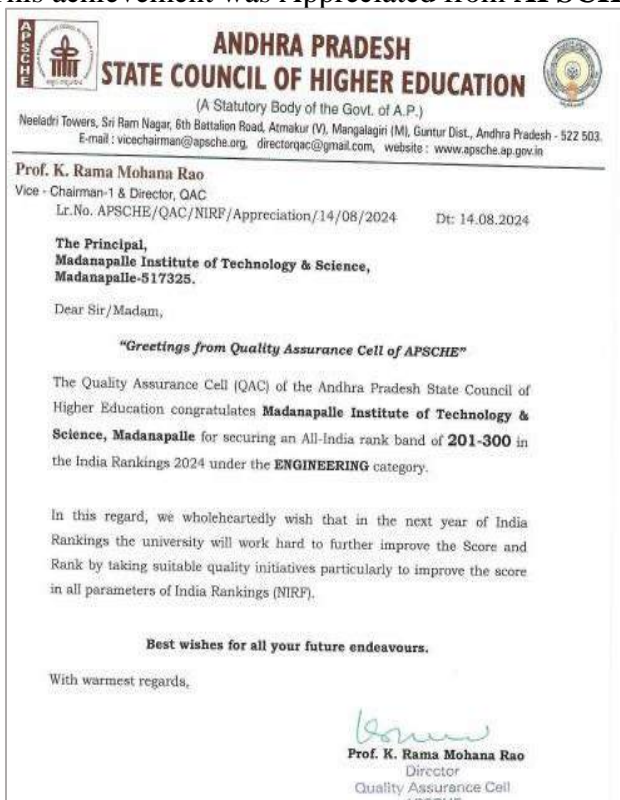 This achievement was Appreciated from APSCHE
APSCHE
ANDHRA PRADESH
STATE COUNCIL OF HIGHER EDUCATION
(A Statutory Body of the Govt. of A.P.)
Neeladri Towers, Sri Ram Nagar, 6th Battalion Road, Atmakur (V), Mangalagiri (M), Guntur Dist., Andhra Pradesh - 522 503.
E-mail : vicechairman@apsche.org, directorqac@gmail.com, website : www.apsche.ap.gov.in
Prof. K. Rama Mohana Rao
Vice - Chairman-1 & Director, QAC
Lr.No. APSCHE/QAC/NIRF/Appreciation/14/08/2024 Dt: 14.08.2024
The Principal,
Madanapalle Institute of Technology & Science,
Madanapalle-517325.
Dear Sir/Madam,
"Greetings from Quality Assurance Cell of APSCHE"
The Quality Assurance Cell (QAC) of the Andhra Pradesh State Council of
Higher Education congratulates Madanapalle Institute of Technology &
Science, Madanapalle for securing an All-India rank band of 201-300 in
the India Rankings 2024 under the ENGINEERING category.
In this regard, we wholeheartedly wish that in the next year of India
Rankings the university will work hard to further improve the Score and
Rank by taking suitable quality initiatives particularly to improve the score
in all parameters of India Rankings (NIRF).
Best wishes for all your future endeavours.
With warmest regards,
Prof. K. Rama Mohana Rao
Director
Quality Assurance Cell
APSCHE